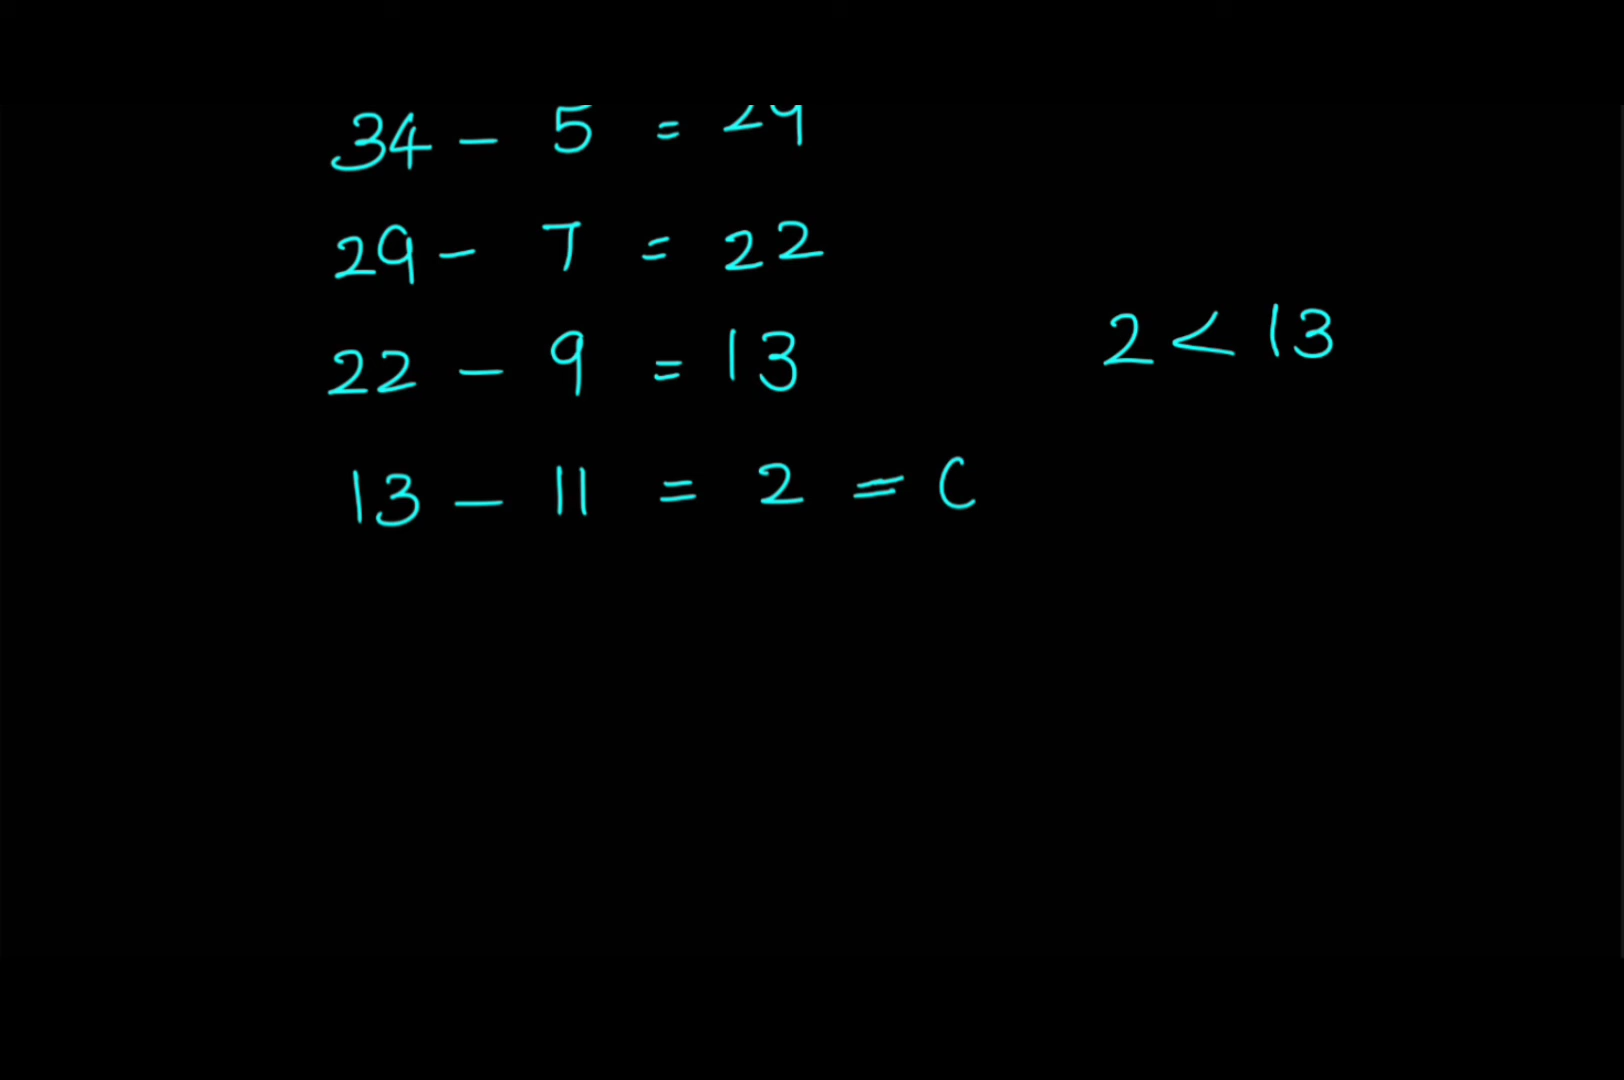 34 - 5 = 29
29 - 7 = 22
22 - 9 = 13
2 < 13
13 - 11 = 2 = C